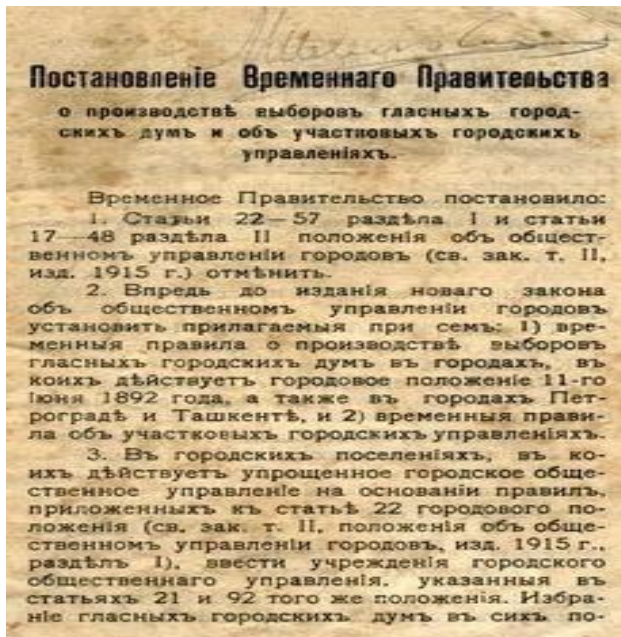 Постановленіе Временнаго Правительства
о производствѣ выборовъ гласныхъ город-
скихъ думъ и объ участковыхъ городскихъ
управленіяхъ.
Временное Правительство постановило:
1. Статьи 22—57 раздѣла I и статьи
17—48 раздѣла II положенія объ общест-
венномъ управленіи городовъ (св. зак. т. II,
изд. 1915 г.) отмѣнить.
2. Впредь до изданія новаго закона
объ общественномъ управленіи городовъ
установить прилагаемыя при семъ: 1) вре-
менныя правила о производствѣ выборовъ
гласныхъ городскихъ думъ въ городахъ, въ
коихъ дѣйствуетъ городовое положеніе 11-го
іюня 1892 года, а также въ городахъ Пет-
роградѣ и Ташкентѣ, и 2) временныя прави-
ла объ участковыхъ городскихъ управленіяхъ.
3. Въ городскихъ поселеніяхъ, въ ко-
ихъ дѣйствуетъ упрощенное городское обще-
ственное управленіе на основаніи правилъ,
приложенныхъ къ статьѣ 22 городового по-
ложенія (св. зак. т. II, положенія объ обще-
ственномъ управленіи городовъ, изд. 1915 г.,
раздѣлъ I), ввести учрежденія городского
общественнаго управленія, указанныя въ
статьяхъ 21 и 92 того же положенія. Избра-
ніе гласныхъ городскихъ думъ въ сихъ по-